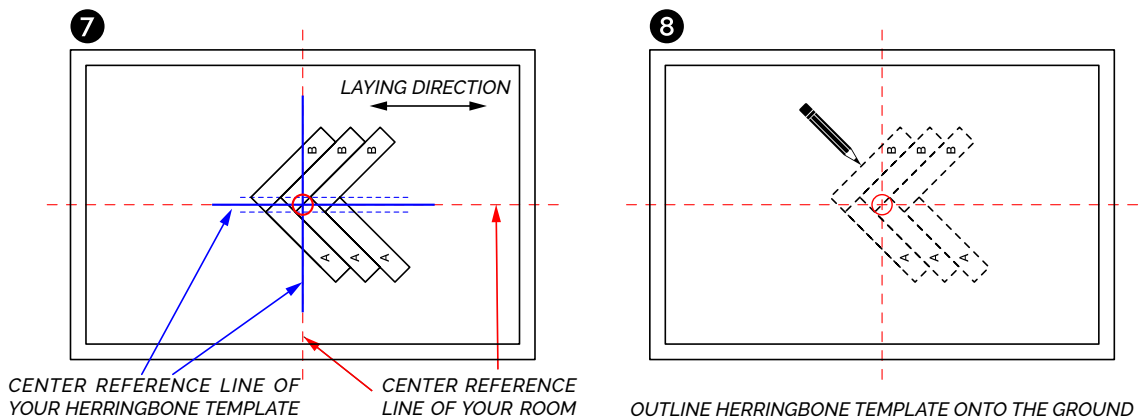 7
LAYING DIRECTION
B B B
A A A
CENTER REFERENCE LINE OF
YOUR HERRINGBONE TEMPLATE
CENTER REFERENCE
LINE OF YOUR ROOM
8
B B B
A A A
OUTLINE HERRINGBONE TEMPLATE ONTO THE GROUND